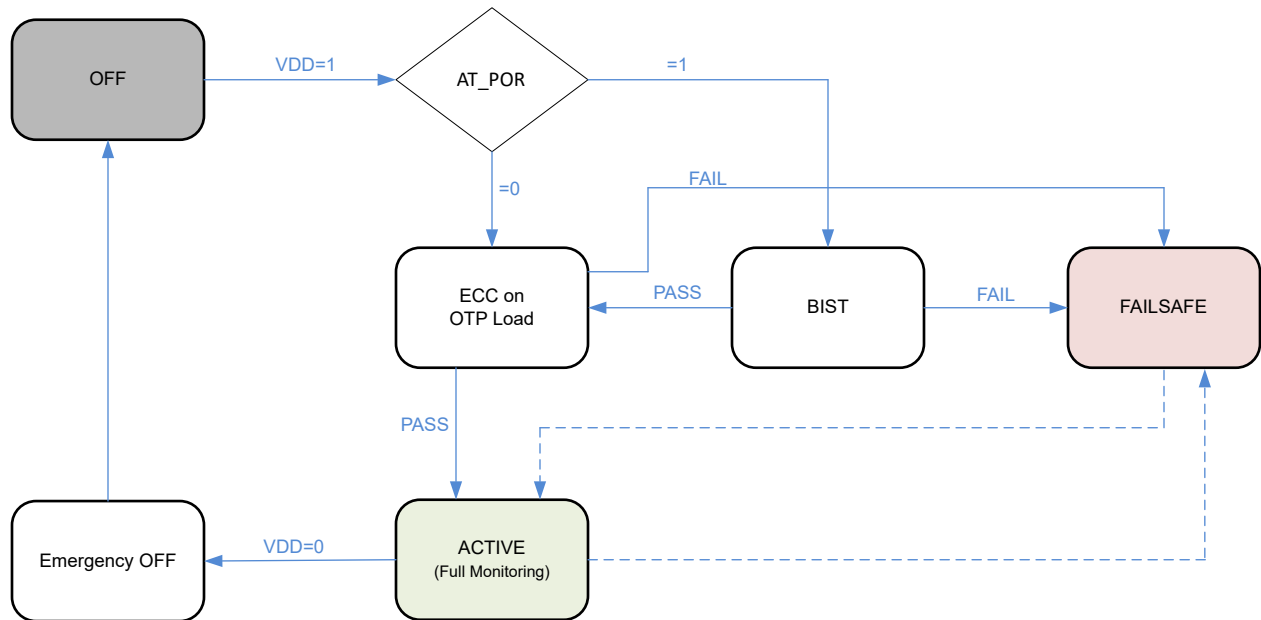 OFF
VDD=1
AT_POR
=1
=0
FAIL
ECC on
OTP Load
PASS
BIST
FAIL
FAILSAFE
PASS
Emergency OFF
VDD=0
ACTIVE
(Full Monitoring)